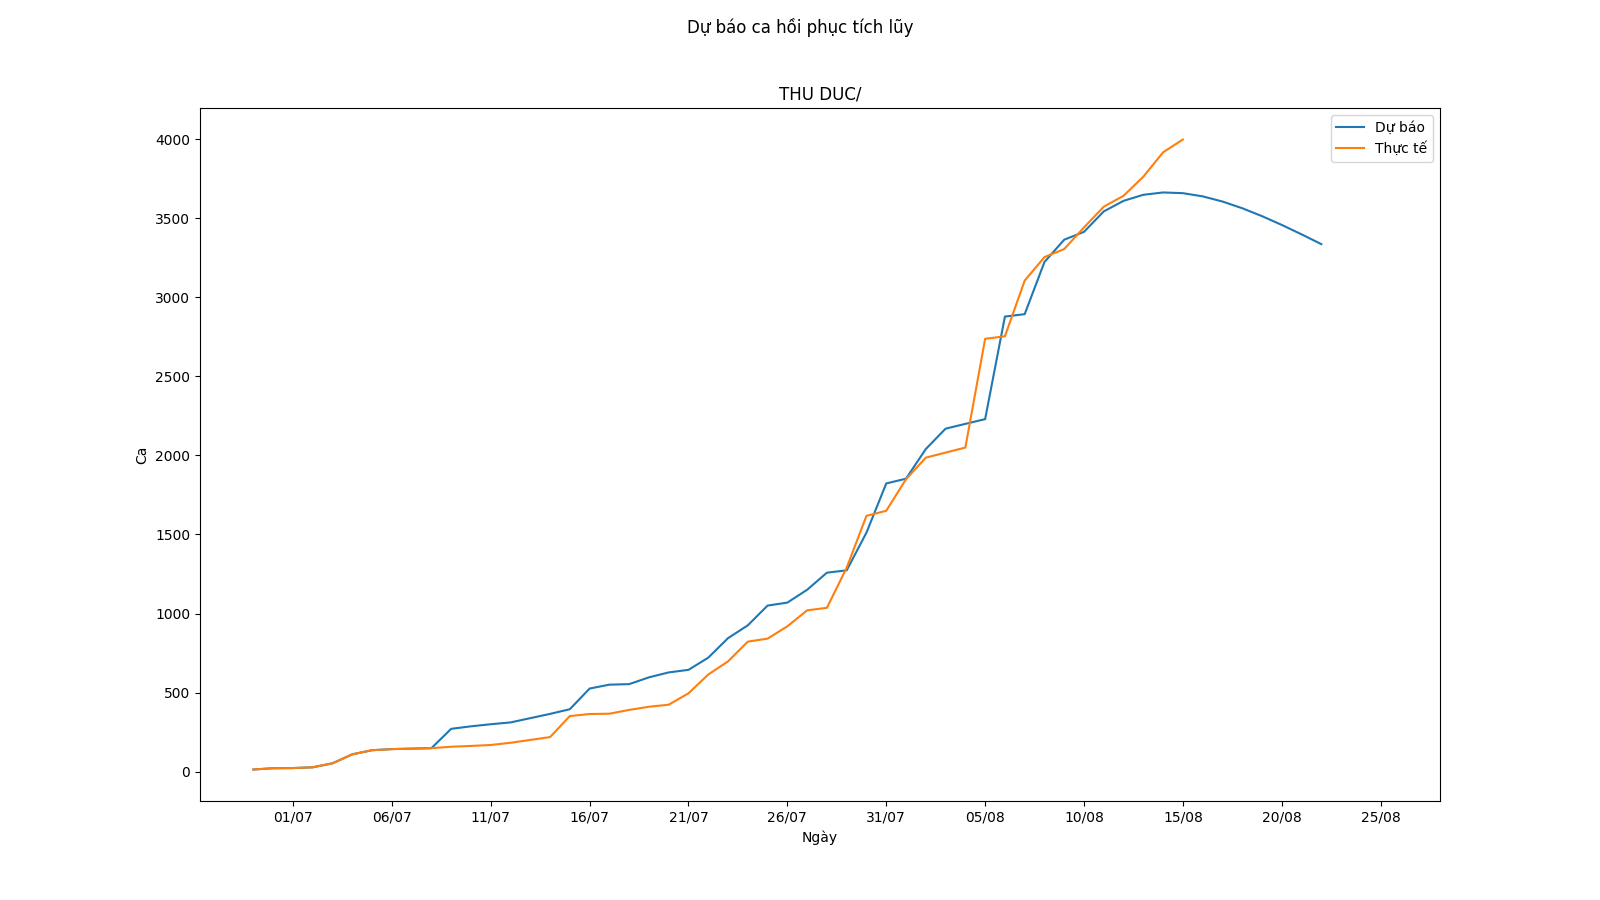 Dự báo ca hồi phục tích lũy
THU DUC/
Dự báo
Thực tế
4000
3500
3000
2500
2000
1500
1000
500
0
Ca
01/07 06/07 11/07 16/07 21/07 26/07 31/07 05/08 10/08 15/08 20/08 25/08
Ngày